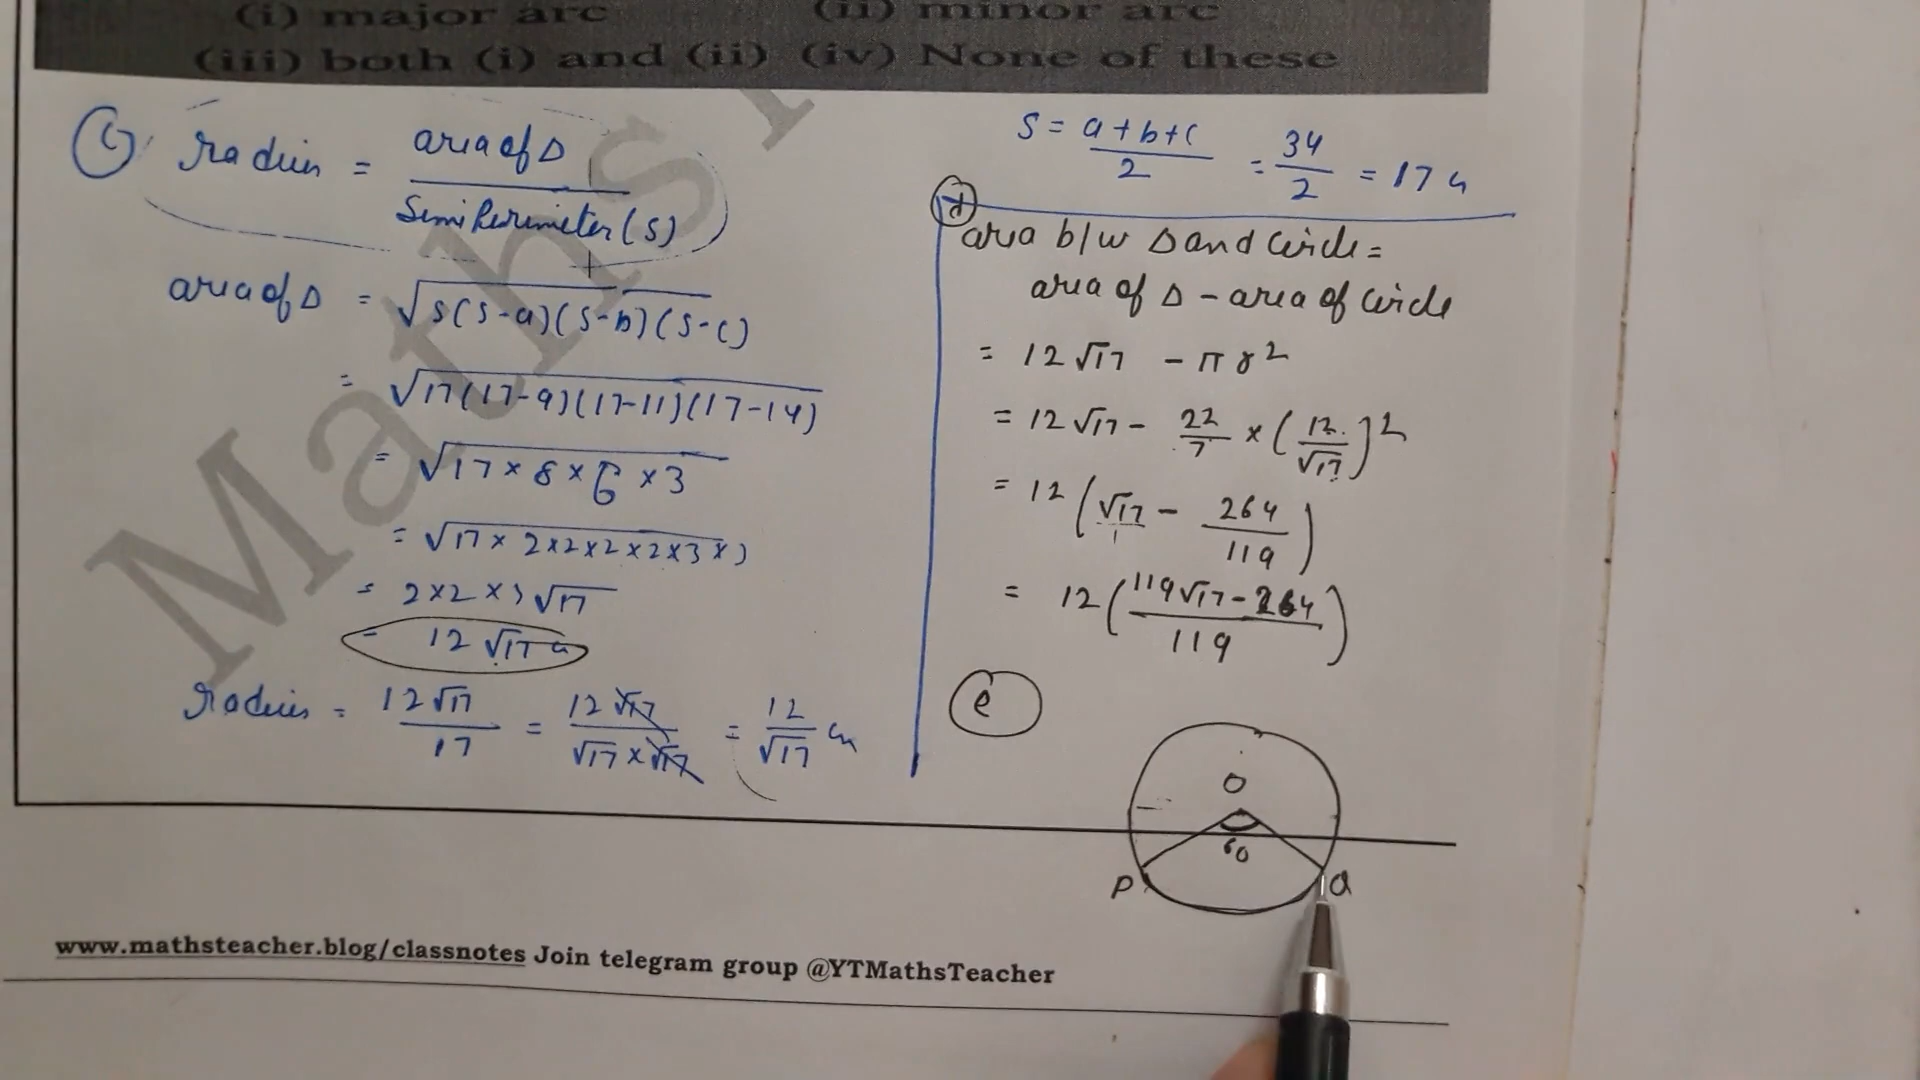 (i) major arc (ii) minor arc
(iii) both (i) and (ii) (iv) None of these
Maths
(c) radius = area of Δ / Semi Perimeter (s)
area of Δ = √s(s-a)(s-b)(s-c)
= √17(17-9)(17-11)(17-14)
= √17 × 8 × 6 × 3
= √17 × 2×2×2×2×3×3
= 2×2×3√17
= 12√17
radius = 12√17 / 17 = 12√17 / √17×√17 = 12/√17 cm
S = a+b+c / 2 = 34/2 = 17
(d)
area b/w Δ and circle =
area of Δ - area of circle
= 12√17 - πr²
= 12√17 - 22/7 × (12/√17)²
= 12(√17/1 - 264/119)
= 12(119√17-264 / 119)
(e)
O
60
P Q
www.mathsteacher.blog/classnotes Join telegram group @YTMathsTeacher